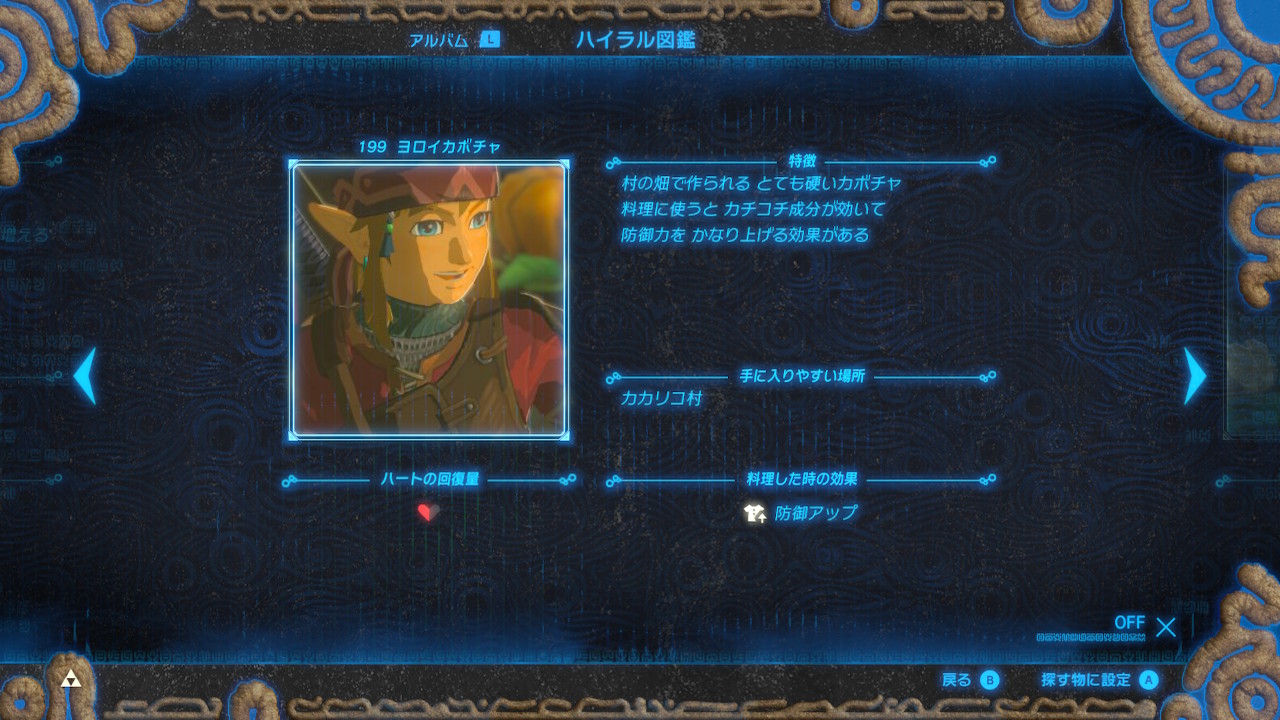 アルバム L
ハイラル図鑑
199 ヨロイカボチャ
特徴
村の畑で作られる とても硬いカボチャ
料理に使うと カチコチ成分が効いて
防御力を かなり上げる効果がある
手に入りやすい場所
カカリコ村
ハートの回復量
料理した時の効果
防御アップ
増える
OFF
戻る B
探す物に設定 A